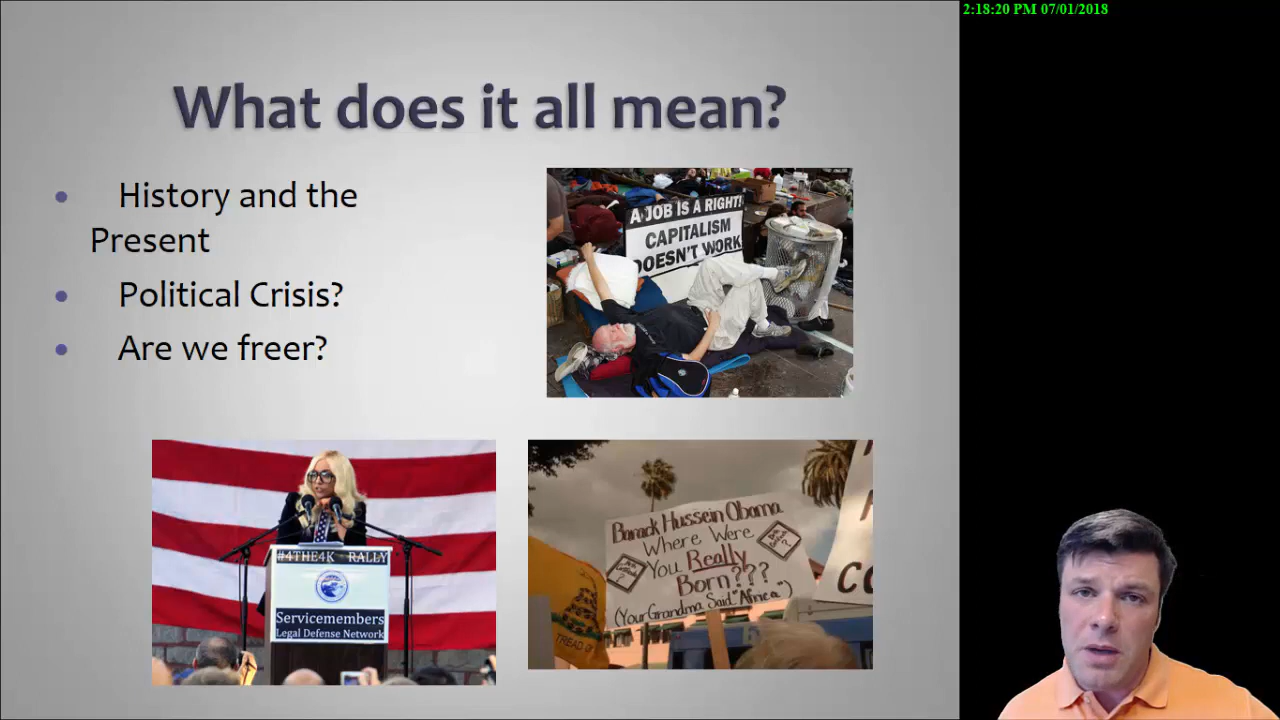 2:18:20 PM 07/01/2018
What does it all mean?
• History and the
Present
• Political Crisis?
• Are we freer?
A JOB IS A RIGHT!
CAPITALISM
DOESN'T WORK
#4THE4K RALLY
Servicemembers
Legal Defense Network
Barack Hussein Obama
Where Were
You Really
Born???
(Your Grandma Said "Africa")
TREAD